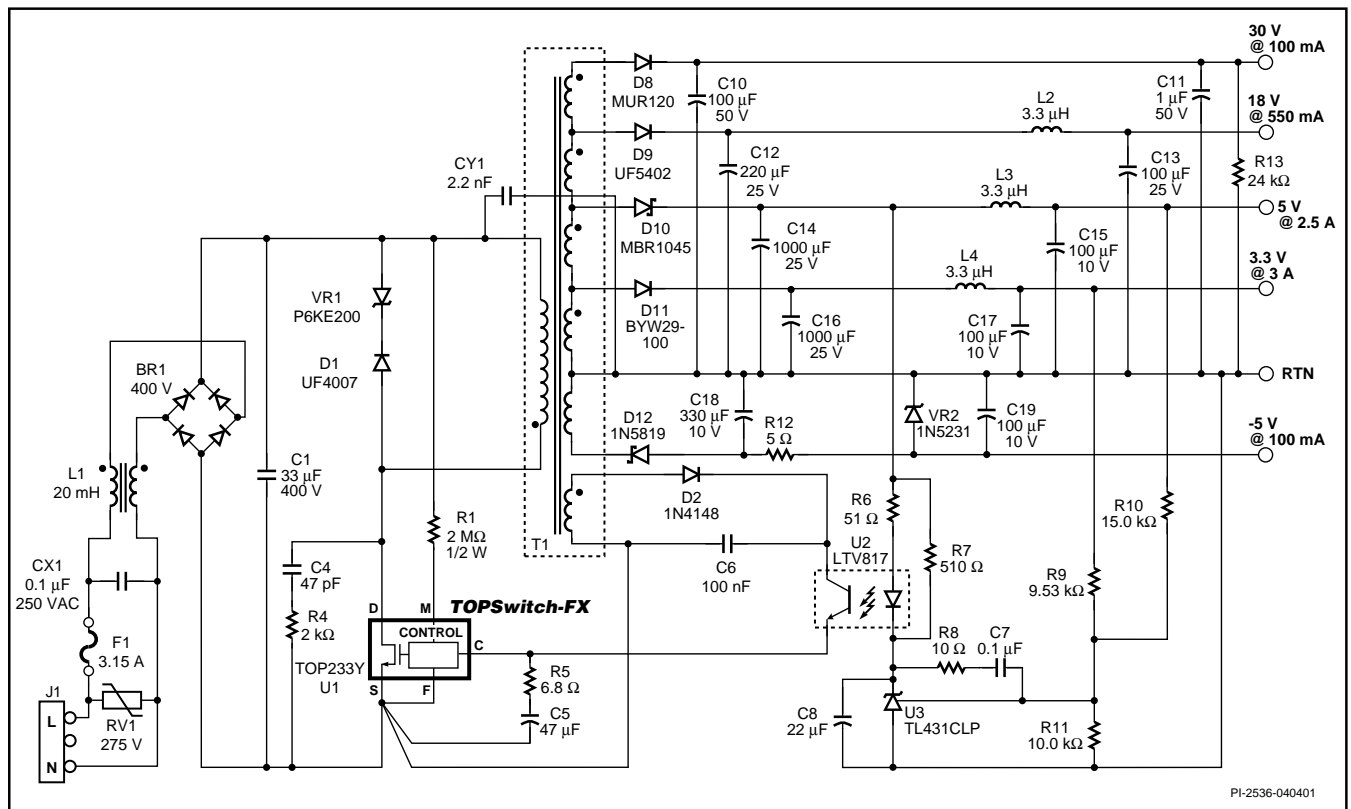 30 V
@ 100 mA
D8
MUR120
C10
100 µF
50 V
C11
1 µF
50 V
L2
3.3 µH
18 V
@ 550 mA
D9
UF5402
C12
220 µF
25 V
C13
100 µF
25 V
R13
24 kΩ
CY1
2.2 nF
L3
3.3 µH
5 V
@ 2.5 A
D10
MBR1045
C14
1000 µF
25 V
C15
100 µF
10 V
L4
3.3 µH
3.3 V
@ 3 A
VR1
P6KE200
D11
BYW29-
100
C16
1000 µF
25 V
C17
100 µF
10 V
BR1
400 V
D1
UF4007
RTN
D12
1N5819
C18
330 µF
10 V
R12
5 Ω
VR2
1N5231
C19
100 µF
10 V
-5 V
@ 100 mA
L1
20 mH
C1
33 µF
400 V
D2
1N4148
R1
2 MΩ
1/2 W
T1
R6
51 Ω
R10
15.0 kΩ
U2
LTV817
R7
510 Ω
CX1
0.1 µF
250 VAC
C4
47 pF
C6
100 nF
R9
9.53 kΩ
R4
2 kΩ
D
M
TOPSwitch-FX
CONTROL
C
F1
3.15 A
TOP233Y
U1
S
F
R5
6.8 Ω
C5
47 µF
R8
10 Ω
C7
0.1 µF
J1
L
N
RV1
275 V
C8
22 µF
U3
TL431CLP
R11
10.0 kΩ
PI-2536-040401